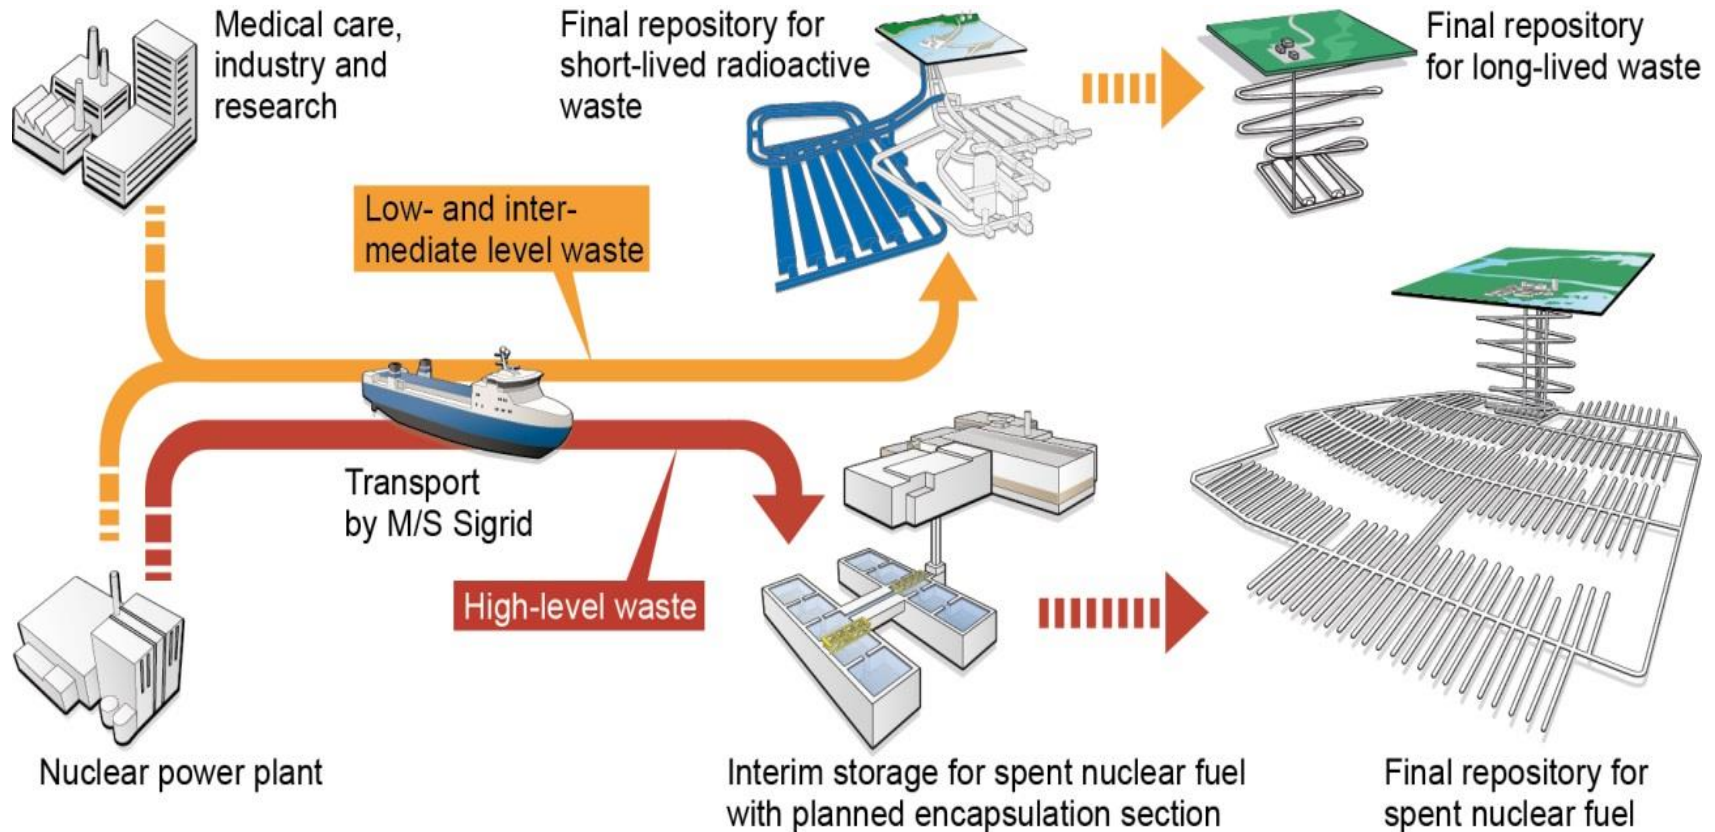 Medical care,
industry and
research
Final repository for
short-lived radioactive
waste
Final repository
for long-lived waste
Low- and inter-
mediate level waste
Transport
by M/S Sigrid
High-level waste
Nuclear power plant
Interim storage for spent nuclear fuel
with planned encapsulation section
Final repository for
spent nuclear fuel